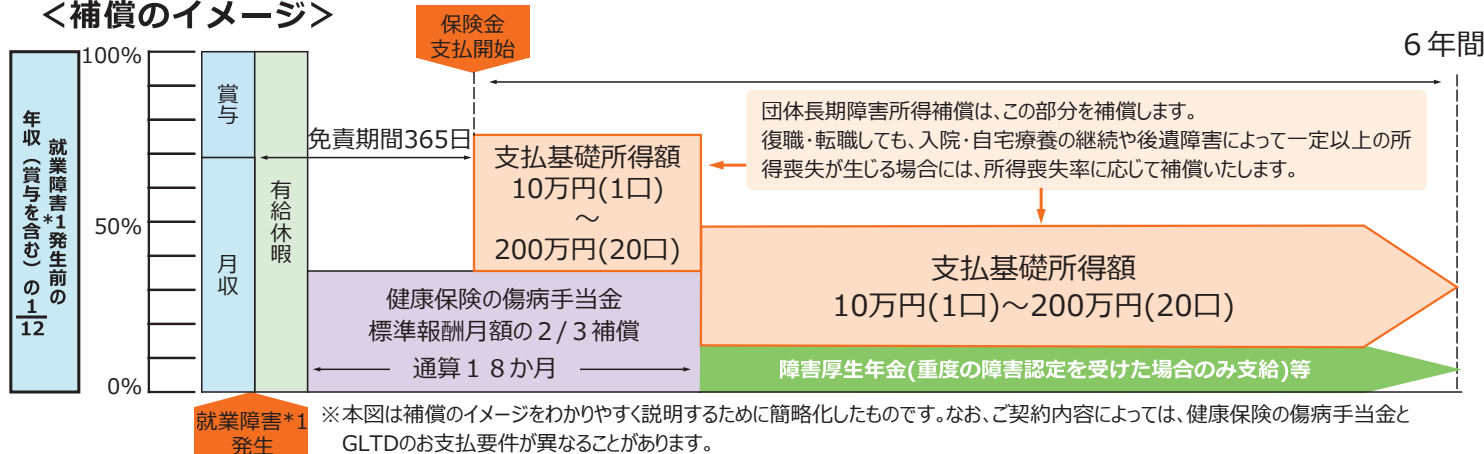 ＜補償のイメージ＞
保険金
支払開始
6年間
100%
50%
0%
就業障害*1発生前の
年収（賞与を含む）の1/12
賞与
月収
有給休暇
免責期間365日
支払基礎所得額
10万円(1口)
～
200万円(20口)
団体長期障害所得補償は、この部分を補償します。
復職・転職しても、入院・自宅療養の継続や後遺障害によって一定以上の所
得喪失が生じる場合には、所得喪失率に応じて補償いたします。
健康保険の傷病手当金
標準報酬月額の２/３補償
通算１８か月
支払基礎所得額
10万円(1口)～200万円(20口)
障害厚生年金(重度の障害認定を受けた場合のみ支給)等
就業障害*1
発生
※本図は補償のイメージをわかりやすく説明するために簡略化したものです。なお、ご契約内容によっては、健康保険の傷病手当金と
GLTDのお支払要件が異なることがあります。